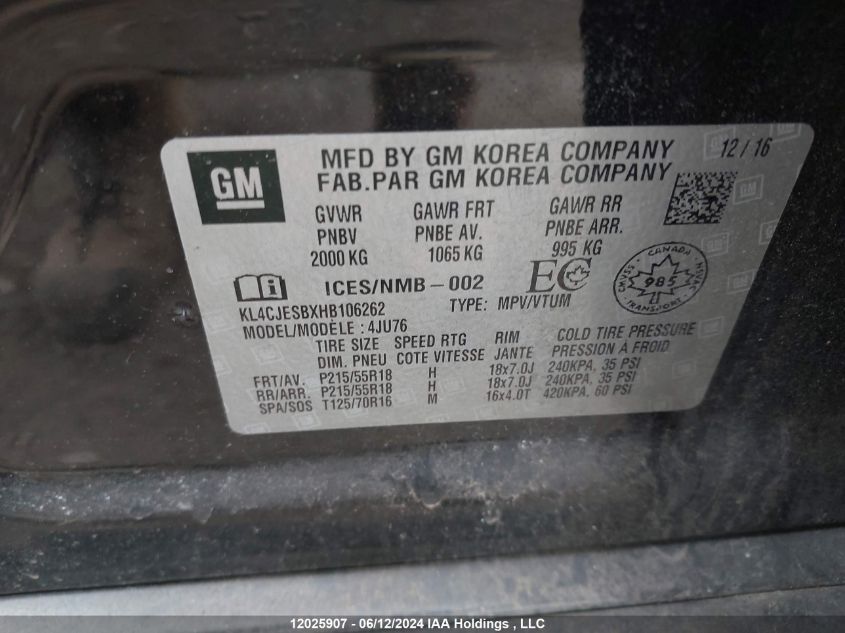 GM
MFD BY GM KOREA COMPANY 12/16
FAB.PAR GM KOREA COMPANY
GVWR GAWR FRT GAWR RR
PNBV PNBE AV. PNBE ARR.
2000 KG 1065 KG 995 KG
i ICES/NMB-002 EC
CANADA
985
TRANSPORT
KL4CJESBXHB106262 TYPE: MPV/VTUM
MODEL/MODÈLE : 4JU76
TIRE SIZE SPEED RTG RIM COLD TIRE PRESSURE
DIM. PNEU COTE VITESSE JANTE PRESSION À FROID
FRT/AV. P215/55R18 H 18x7.0J 240KPA, 35 PSI
RR/ARR. P215/55R18 H 18x7.0J 240KPA, 35 PSI
SPA/SOS T125/70R16 M 16x4.0T 420KPA, 60 PSI
12025907 - 06/12/2024 IAA Holdings , LLC